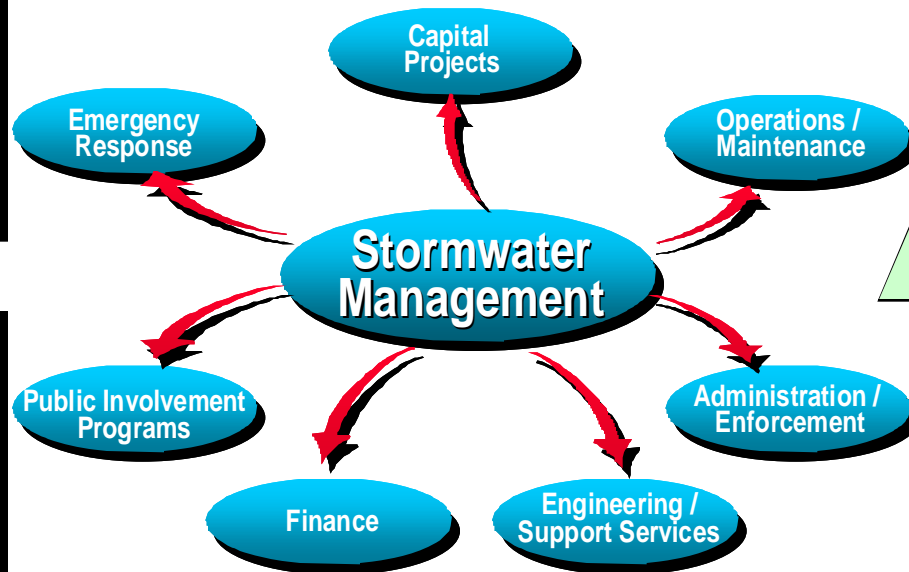 Capital
Projects
Emergency
Response
Operations /
Maintenance
Stormwater
Management
Public Involvement
Programs
Administration /
Enforcement
Finance
Engineering /
Support Services